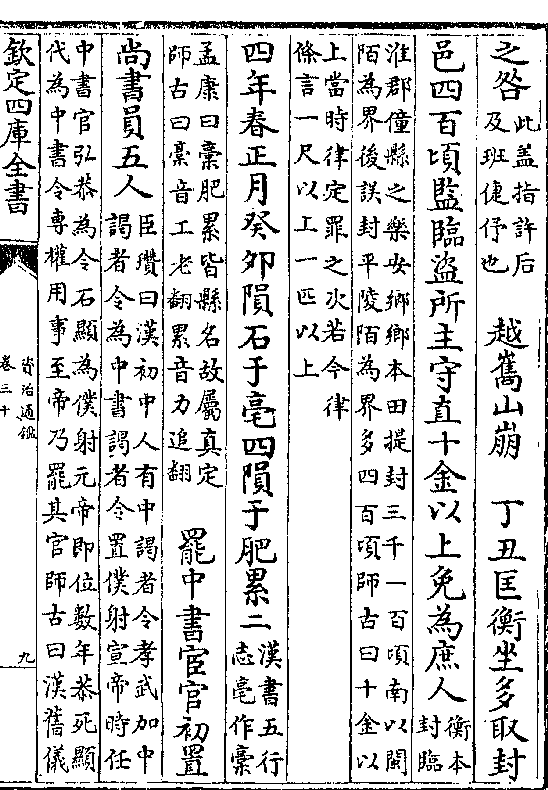 之咎此盖指許后及班倢伃也 越嶲山崩 丁丑匡衡坐多取封
邑四百頃監臨盜所主守直十金以上免為庶人衡本封臨
淮郡僮縣之樂安鄉鄉本田提封三千一百頃南以閩
陌為界後誤封平陵陌為界多四百頃師古曰十金以
上當時律定罪之次若今律
條言一尺以上一匹以上
四年春正月癸夘隕石于亳四隕于肥累二漢書五行志亳作槀
孟康曰槀肥累皆縣名故屬真定
師古曰槀音工老翻累音力追翻 罷中書宦官初置
尚書員五人臣瓚曰漢初中人有中謁者令孝武加中
謁者令為中書謁者令置僕射宣帝時任
中書官弘恭為令石顯為僕射元帝即位數年恭死顯
代為中書令專權用事至帝乃罷其官師古曰漢舊儀
欽定四庫全書
資治通鑑
卷三十
九